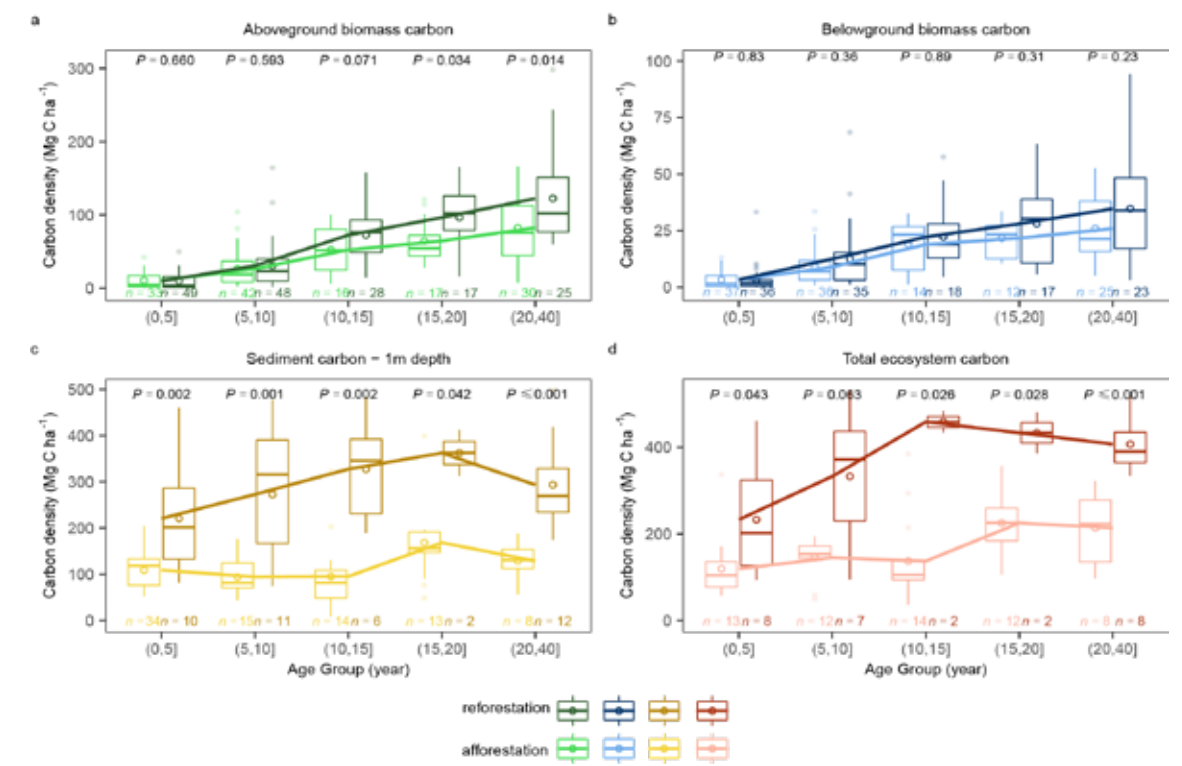 a
Aboveground biomass carbon
P = 0.660 P = 0.593 P = 0.071 P = 0.034 P = 0.014
Carbon density (Mg C ha⁻¹)
300
200
100
0
n = 49 n = 42 n = 48 n = 28 n = 17 n = 17 n = 30 n = 25
(0,5] (5,10] (10,15] (15,20] (20,40]
b
Belowground biomass carbon
P = 0.83 P = 0.36 P = 0.89 P = 0.31 P = 0.23
Carbon density (Mg C ha⁻¹)
100
75
50
25
0
n = 37 n = 36 n = 36 n = 35 n = 14 n = 18 n = 12 n = 17 n = 25 n = 23
(0,5] (5,10] (10,15] (15,20] (20,40]
c
Sediment carbon − 1m depth
P = 0.002 P = 0.001 P = 0.002 P = 0.042 P ≤0.001
Carbon density (Mg C ha⁻¹)
500
400
300
200
100
0
n = 34 n = 10 n = 15 n = 11 n = 14 n = 6 n = 13 n = 2 n = 8 n = 12
(0,5] (5,10] (10,15] (15,20] (20,40]
Age Group (year)
d
Total ecosystem carbon
P = 0.043 P = 0.063 P = 0.026 P = 0.028 P ≤0.001
Carbon density (Mg C ha⁻¹)
400
200
0
n = 13 n = 8 n = 12 n = 7 n = 14 n = 2 n = 12 n = 2 n = 8 n = 8
(0,5] (5,10] (10,15] (15,20] (20,40]
Age Group (year)
reforestation
afforestation